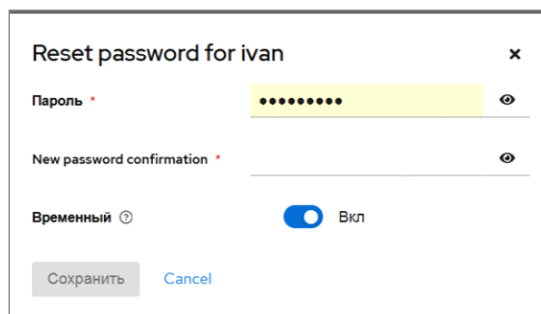 Reset password for ivan
Пароль *
•••••••••
New password confirmation *
Временный
Вкл
Сохранить Cancel